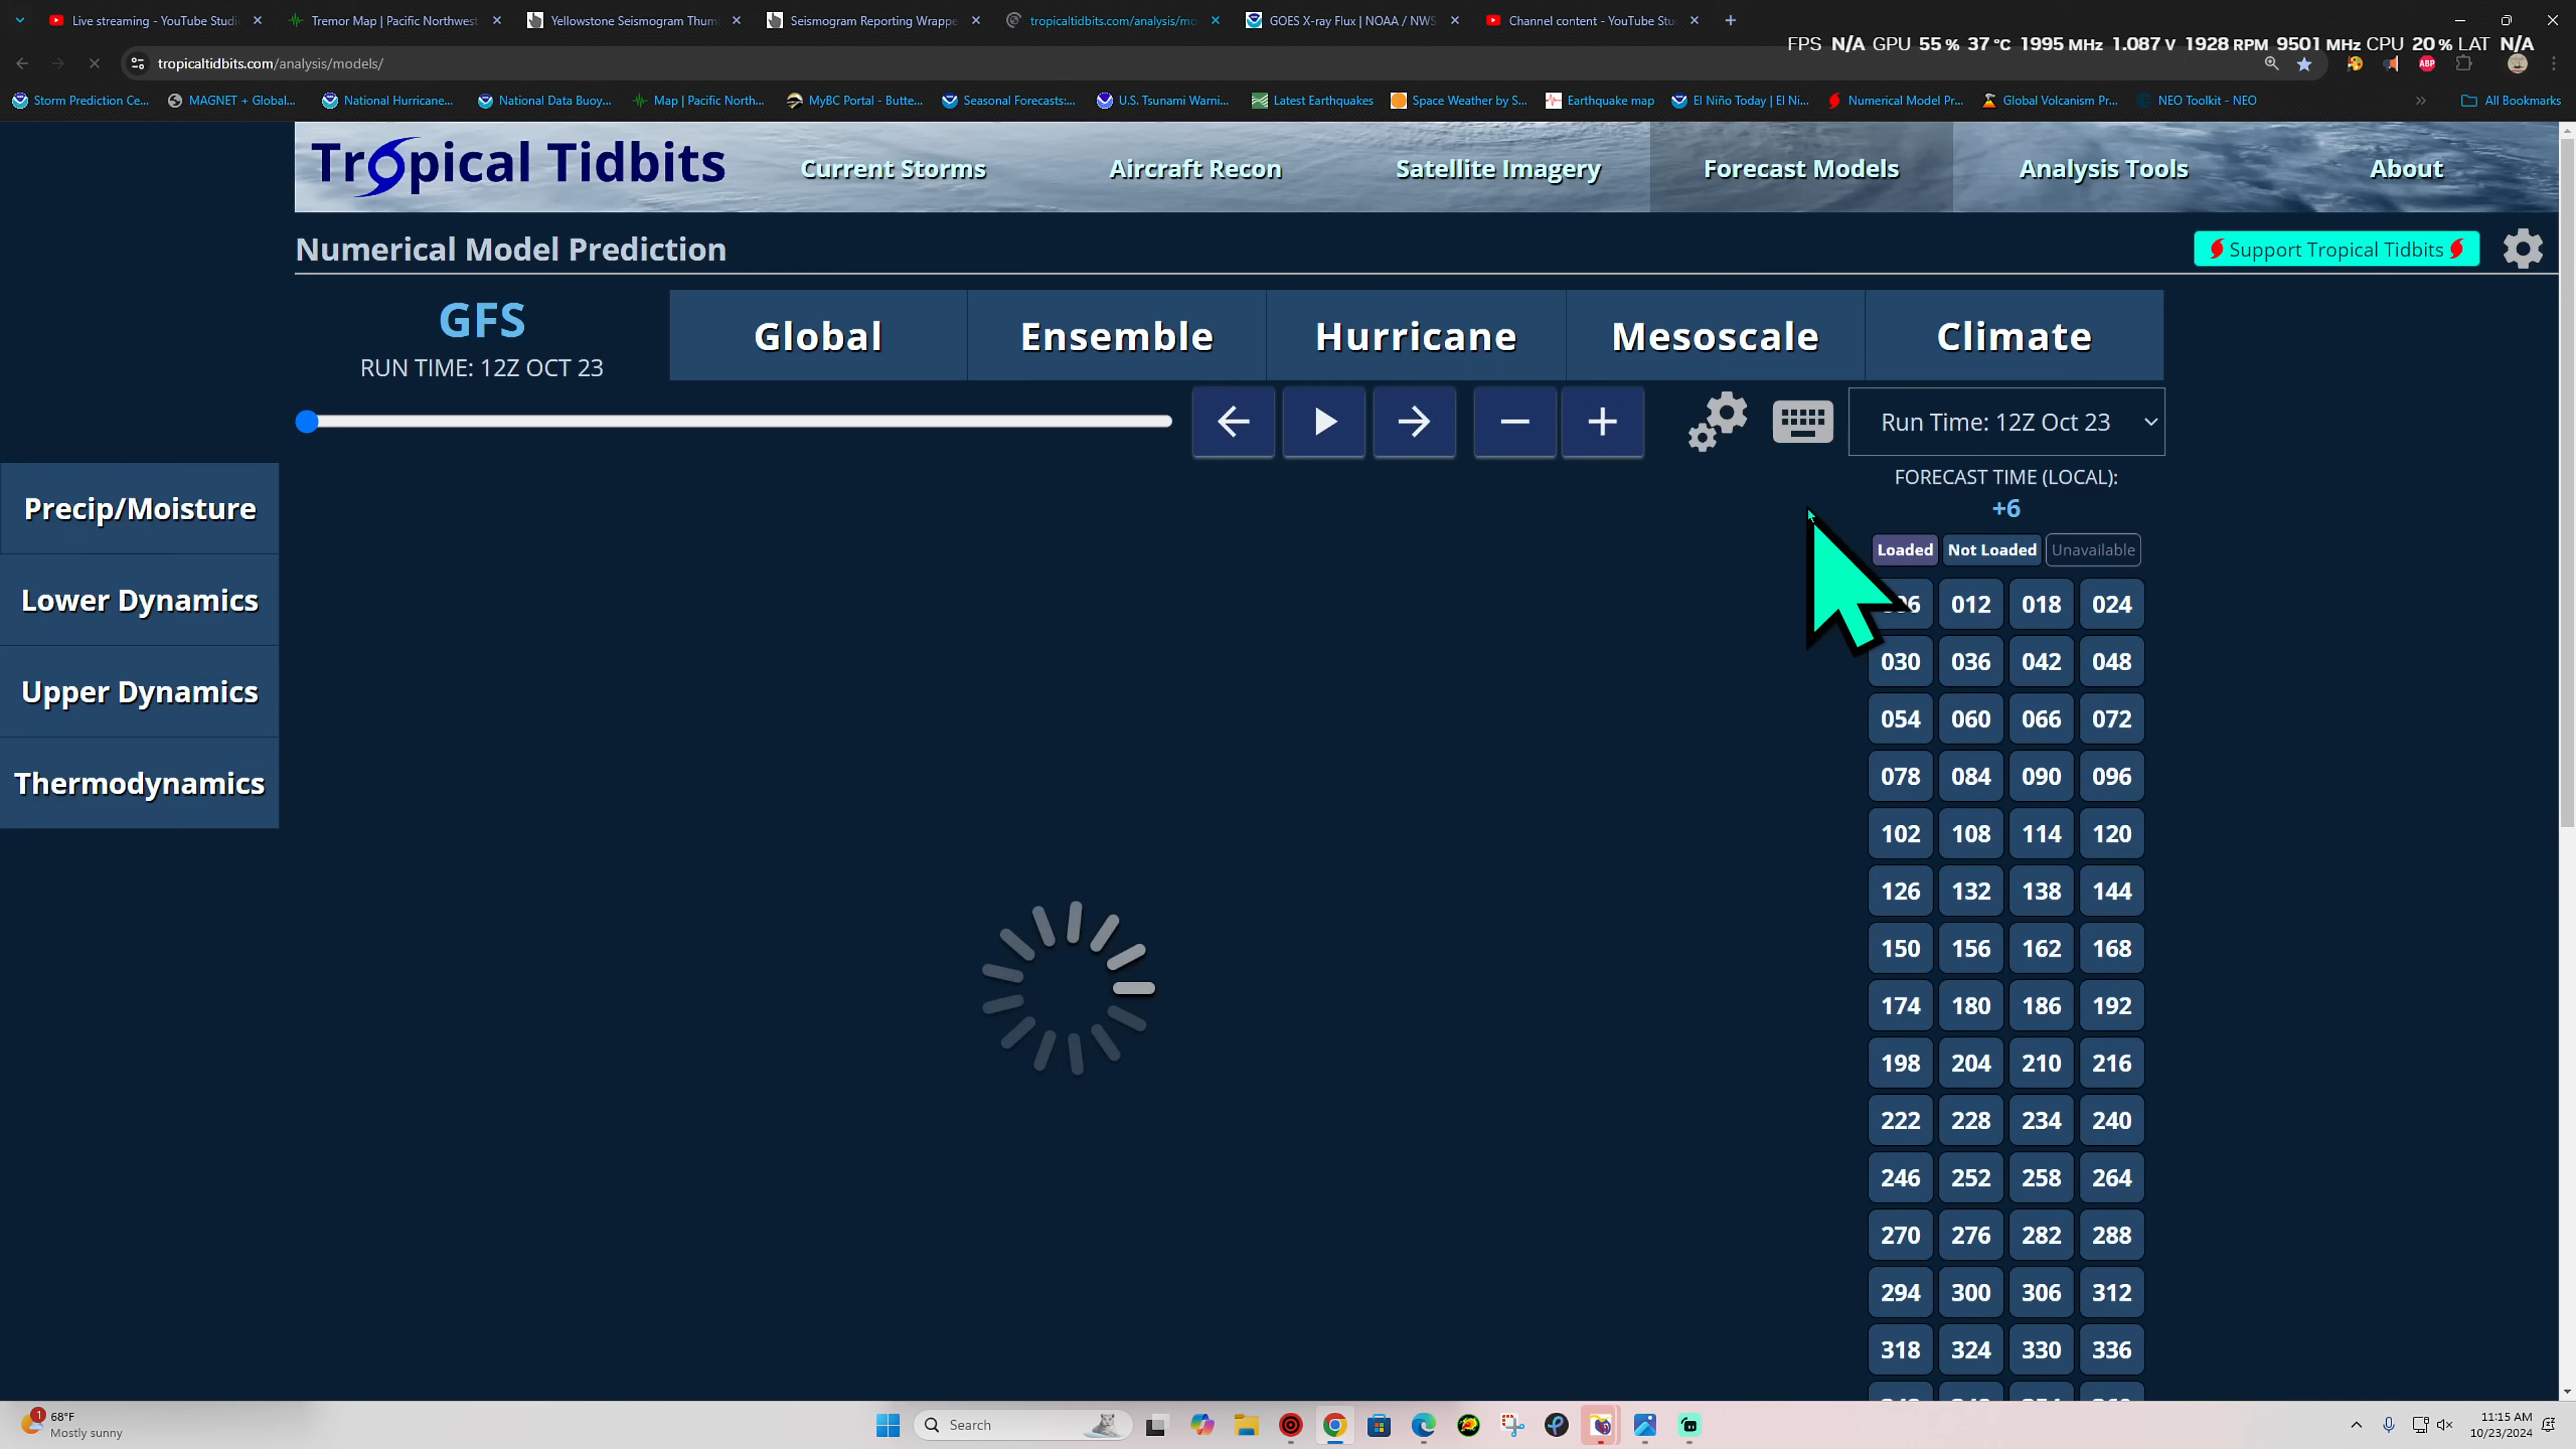 Live streaming - YouTube Studi
Tremor Map | Pacific Northwest
Yellowstone Seismogram Thum
Seismogram Reporting Wrappe
tropicaltidbits.com/analysis/mo
GOES X-ray Flux | NOAA / NWS
Channel content - YouTube Stu
FPS N/A GPU 55 % 37 °C 1995 MHz 1.087 V 1928 RPM 9501 MHz CPU 20 % LAT N/A
tropicaltidbits.com/analysis/models/
ABP
Storm Prediction Ce...
MAGNET + Global...
National Hurricane...
National Data Buoy...
Map | Pacific North...
MyBC Portal - Butte...
Seasonal Forecasts:...
U.S. Tsunami Warni...
Latest Earthquakes
Space Weather by S...
Earthquake map
El Niño Today | El Ni...
Numerical Model Pr...
Global Volcanism Pr...
NEO Toolkit - NEO
All Bookmarks
Tropical Tidbits
Current Storms
Aircraft Recon
Satellite Imagery
Forecast Models
Analysis Tools
About
Numerical Model Prediction
Support Tropical Tidbits
GFS
RUN TIME: 12Z OCT 23
Global
Ensemble
Hurricane
Mesoscale
Climate
Run Time: 12Z Oct 23
FORECAST TIME (LOCAL):
+6
Loaded Not Loaded Unavailable
Precip/Moisture
Lower Dynamics
Upper Dynamics
Thermodynamics
012 018 024
030 036 042 048
054 060 066 072
078 084 090 096
102 108 114 120
126 132 138 144
150 156 162 168
174 180 186 192
198 204 210 216
222 228 234 240
246 252 258 264
270 276 282 288
294 300 306 312
318 324 330 336
1
68°F
Mostly sunny
Search
11:15 AM
10/23/2024